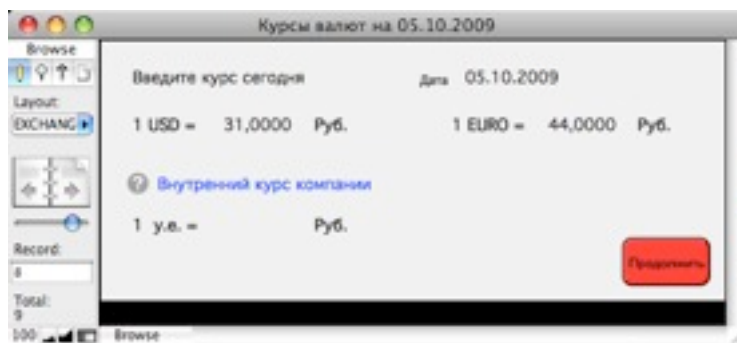 Курсы валют на 05.10.2009
Browse
Layout:
EXCHANG
Record:
8
Total:
9
100
Browse
Введите курс сегодня
Дата 05.10.2009
1 USD = 31,0000 Руб.
1 EURO = 44,0000 Руб.
? Внутренний курс компании
1 у.е. = Руб.
Продолжить